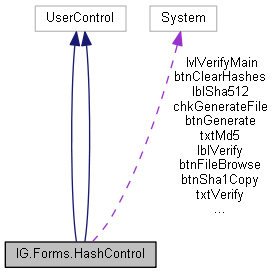 UserControl
System
lvlVerifyMain
btnClearHashes
lblSha512
chkGenerateFile
btnGenerate
txtMd5
lblVerify
btnFileBrowse
btnSha1Copy
txtVerify
...
IG.Forms.HashControl